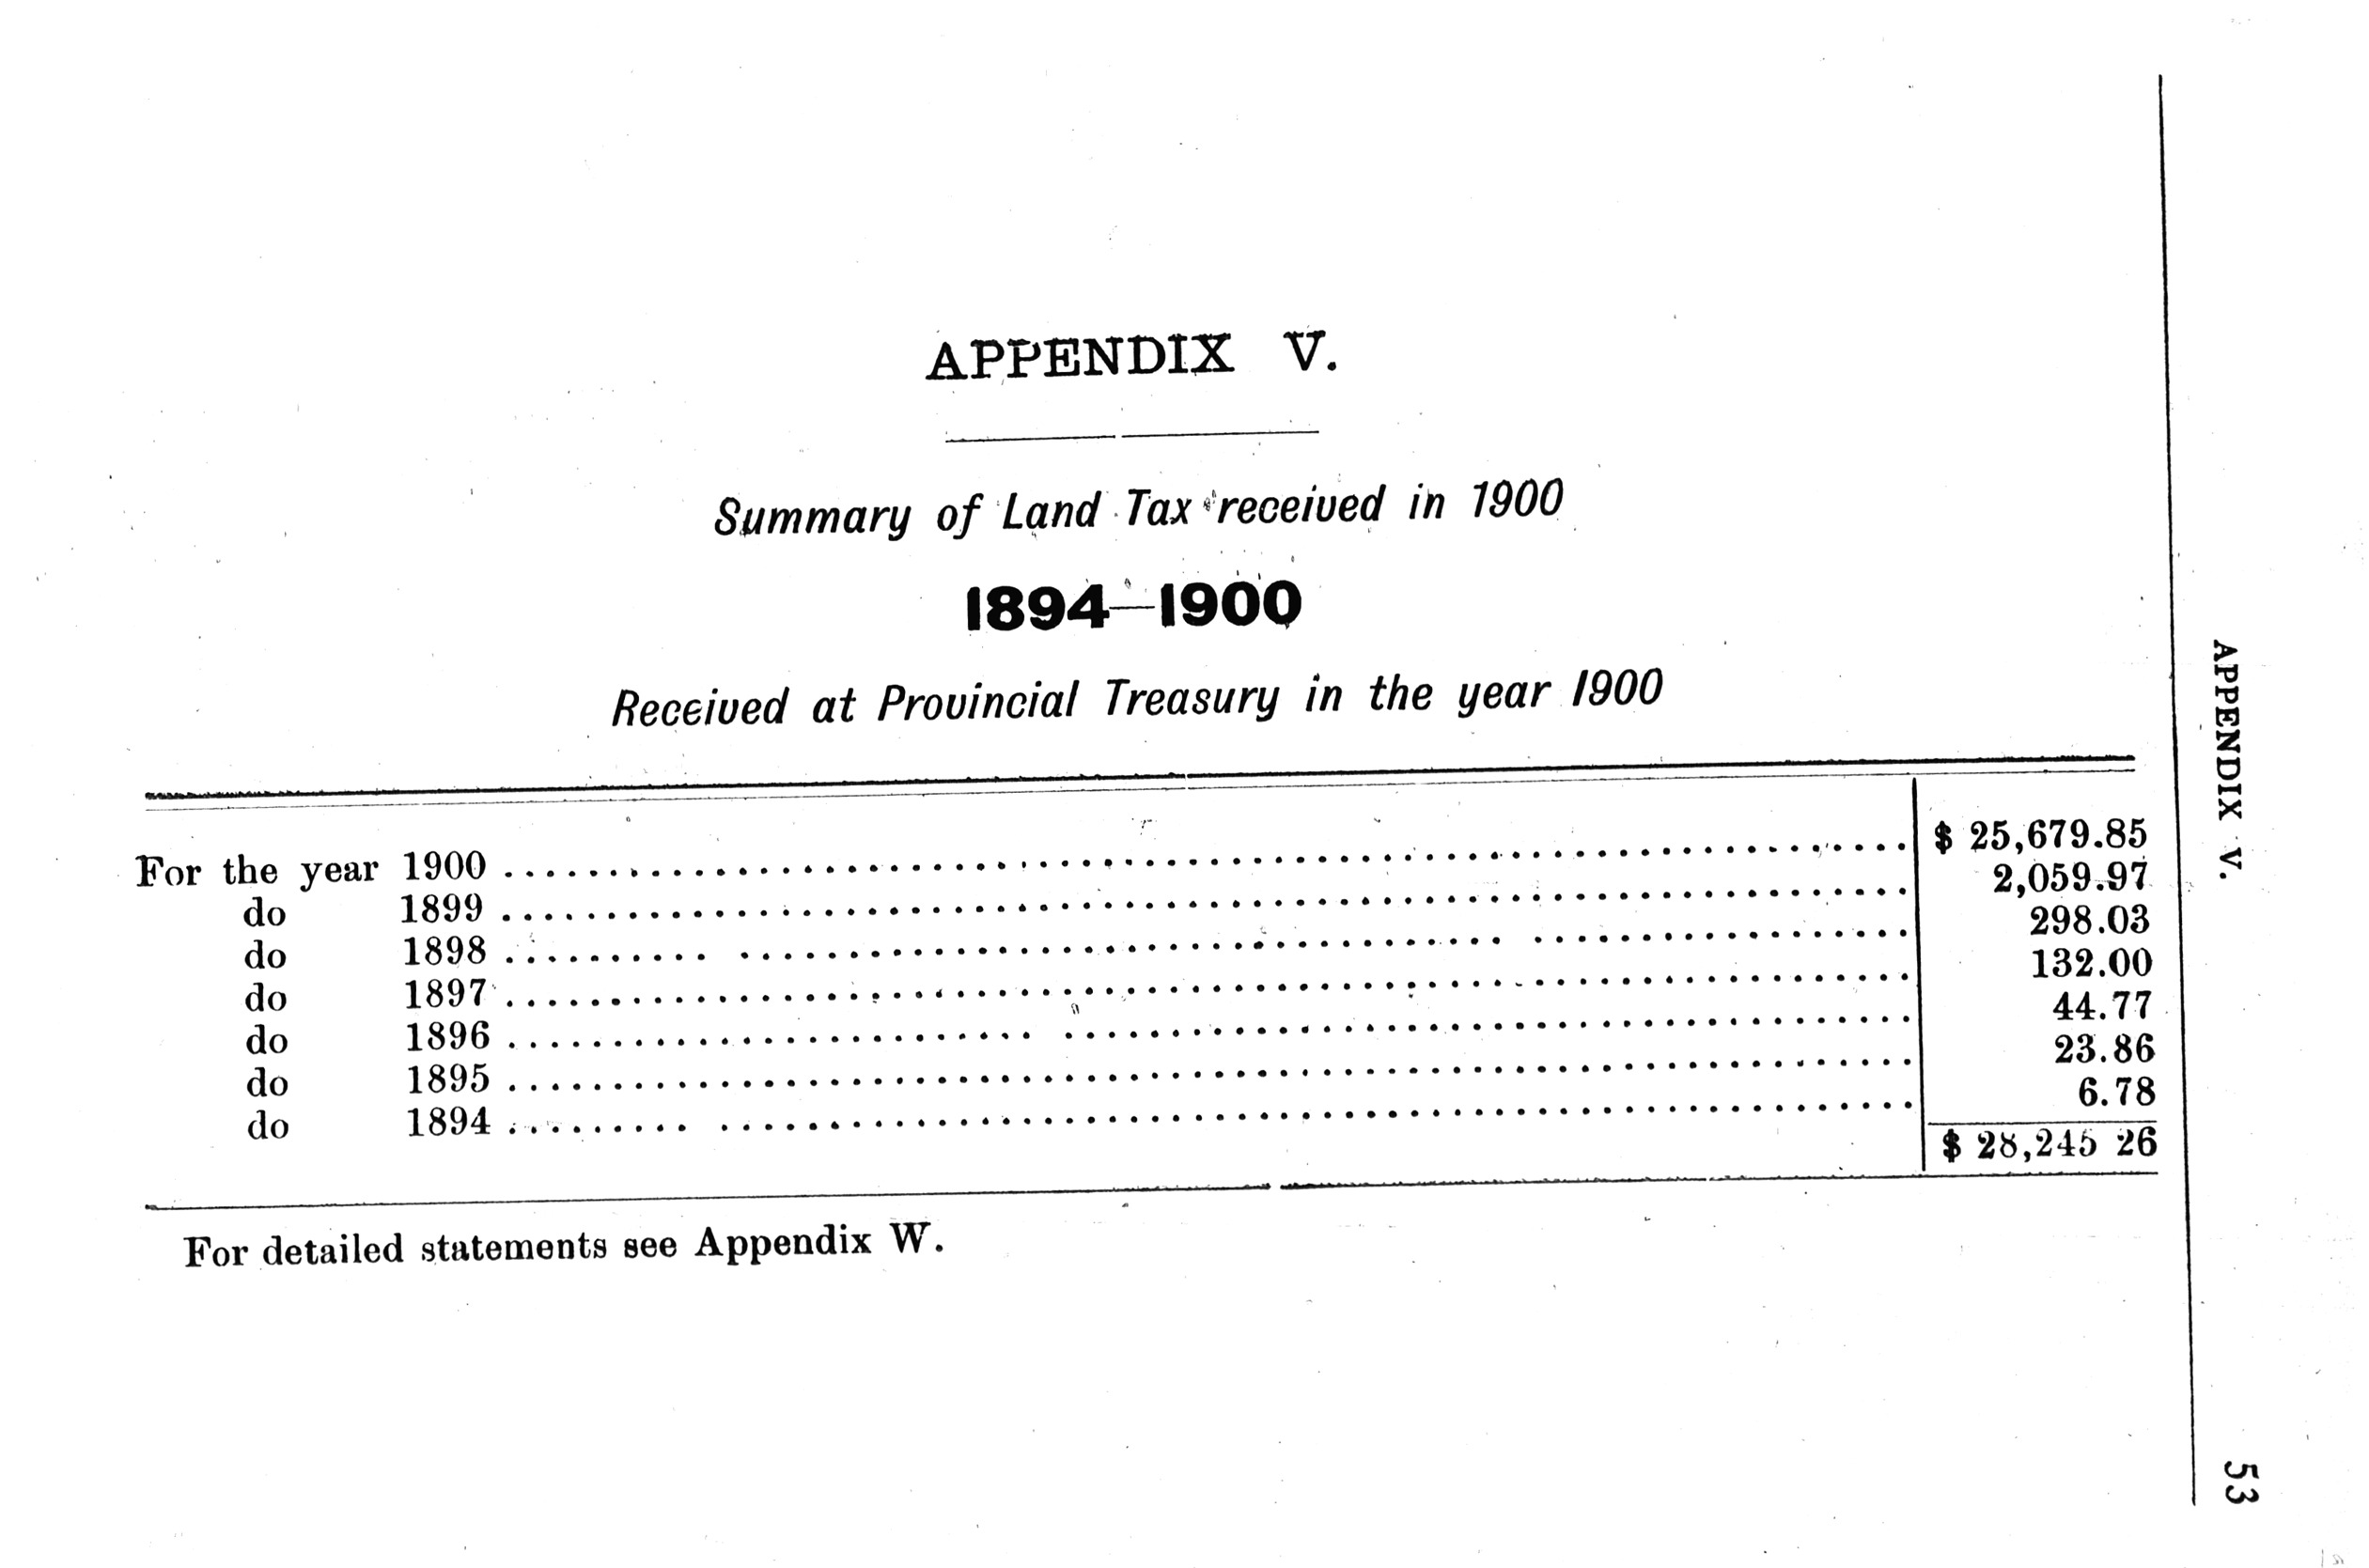 APPENDIX V.
Summary of Land Tax received in 1900
1894—1900
Received at Provincial Treasury in the year 1900
For the year 1900 ........ $ 25,679.85
do 1899 ........ 2,059.97
do 1898 ........ 298.03
do 1897 ........ 132.00
do 1896 ........ 44.77
do 1895 ........ 23.86
do 1894 ........ 6.78
$ 28,245 26
For detailed statements see Appendix W.
APPENDIX V.
53